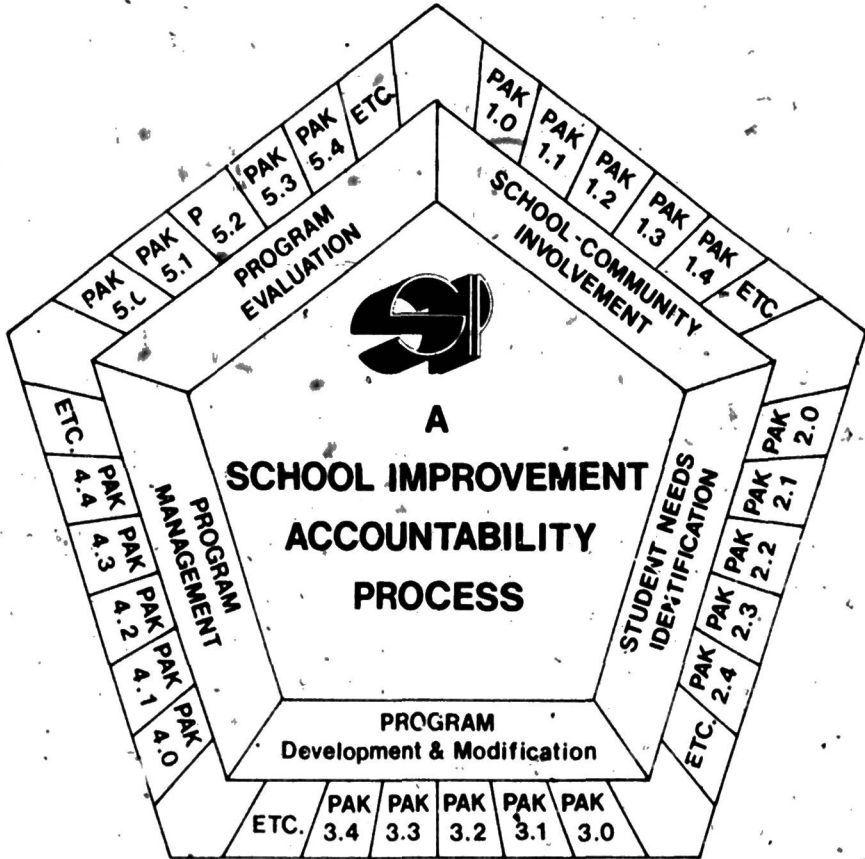 PAK
1.0
PAK
1.1
PAK
1.2
PAK
1.3
PAK
1.4
ETC
SCHOOL-COMMUNITY
INVOLVEMENT
PAK
2.0
PAK
2.1
PAK
2.2
PAK
2.3
PAK
2.4
ETC.
STUDENT NEEDS
IDENTIFICATION
PAK
3.0
PAK
3.1
PAK
3.2
PAK
3.3
PAK
3.4
ETC.
PROGRAM
Development & Modification
PAK
4.0
PAK
4.1
PAK
4.2
PAK
4.3
PAK
4.4
ETC.
PROGRAM
MANAGEMENT
PAK
PAK
5.1
P
5.2
PAK
5.3
PAK
5.4
ETC.
PROGRAM
EVALUATION
A
SCHOOL IMPROVEMENT
ACCOUNTABILITY
PROCESS